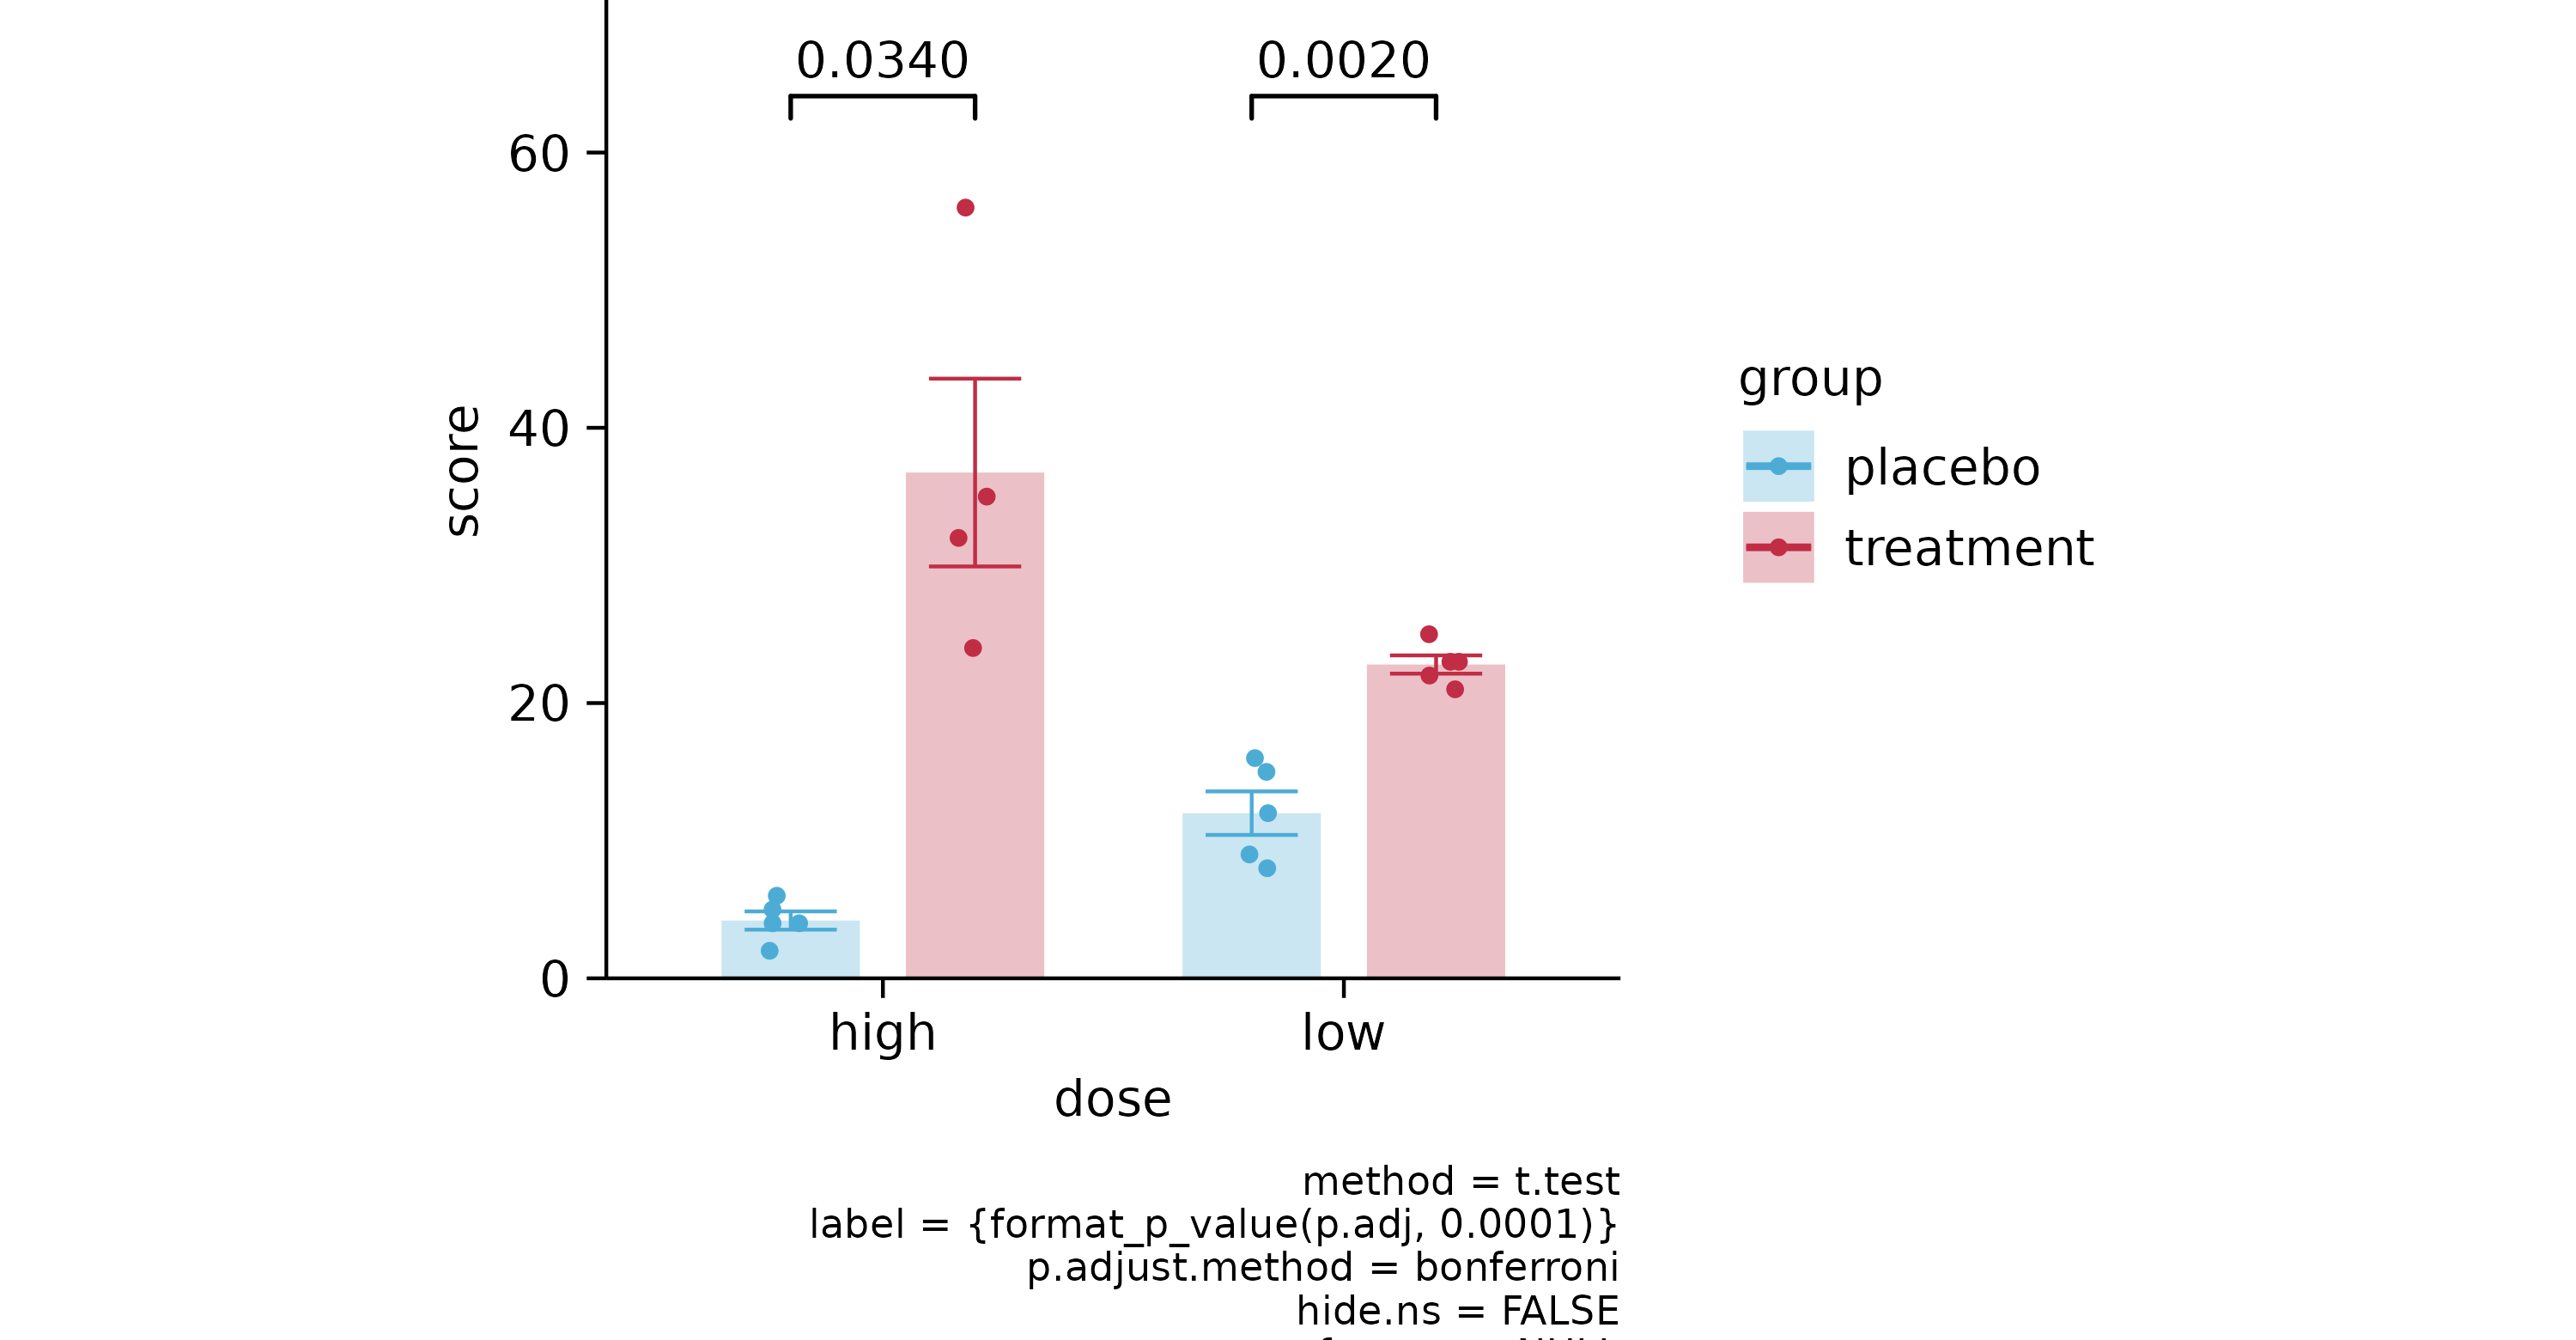 0.0340
0.0020
60
40
20
0
score
high
low
dose
group
placebo
treatment
method = t.test
label = {format_p_value(p.adj, 0.0001)}
p.adjust.method = bonferroni
hide.ns = FALSE